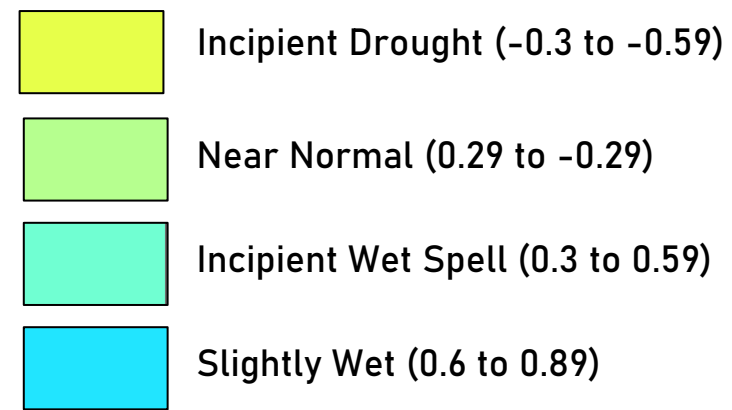 Incipient Drought (-0.3 to -0.59)
Near Normal (0.29 to -0.29)
Incipient Wet Spell (0.3 to 0.59)
Slightly Wet (0.6 to 0.89)